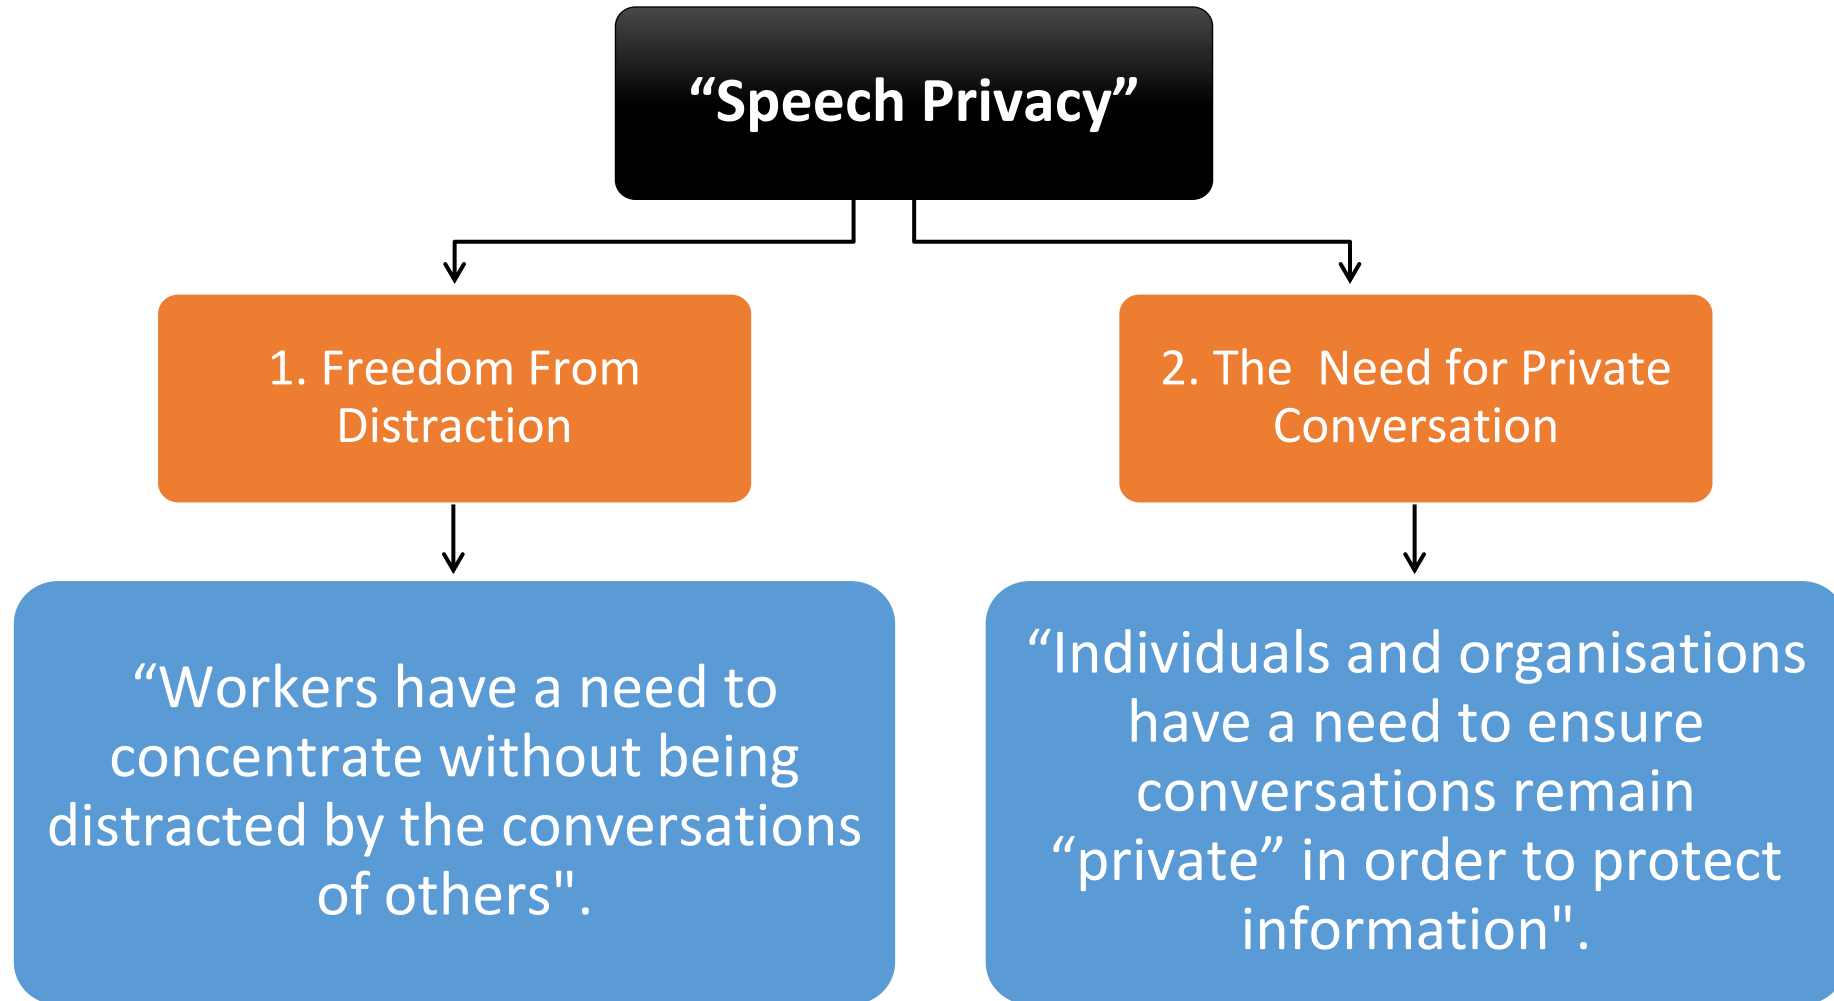 “Speech Privacy”
1. Freedom From
Distraction
2. The  Need for Private
Conversation
“Workers have a need to
concentrate without being
distracted by the conversations
of others".
“Individuals and organisations
have a need to ensure
conversations remain
“private” in order to protect
information".